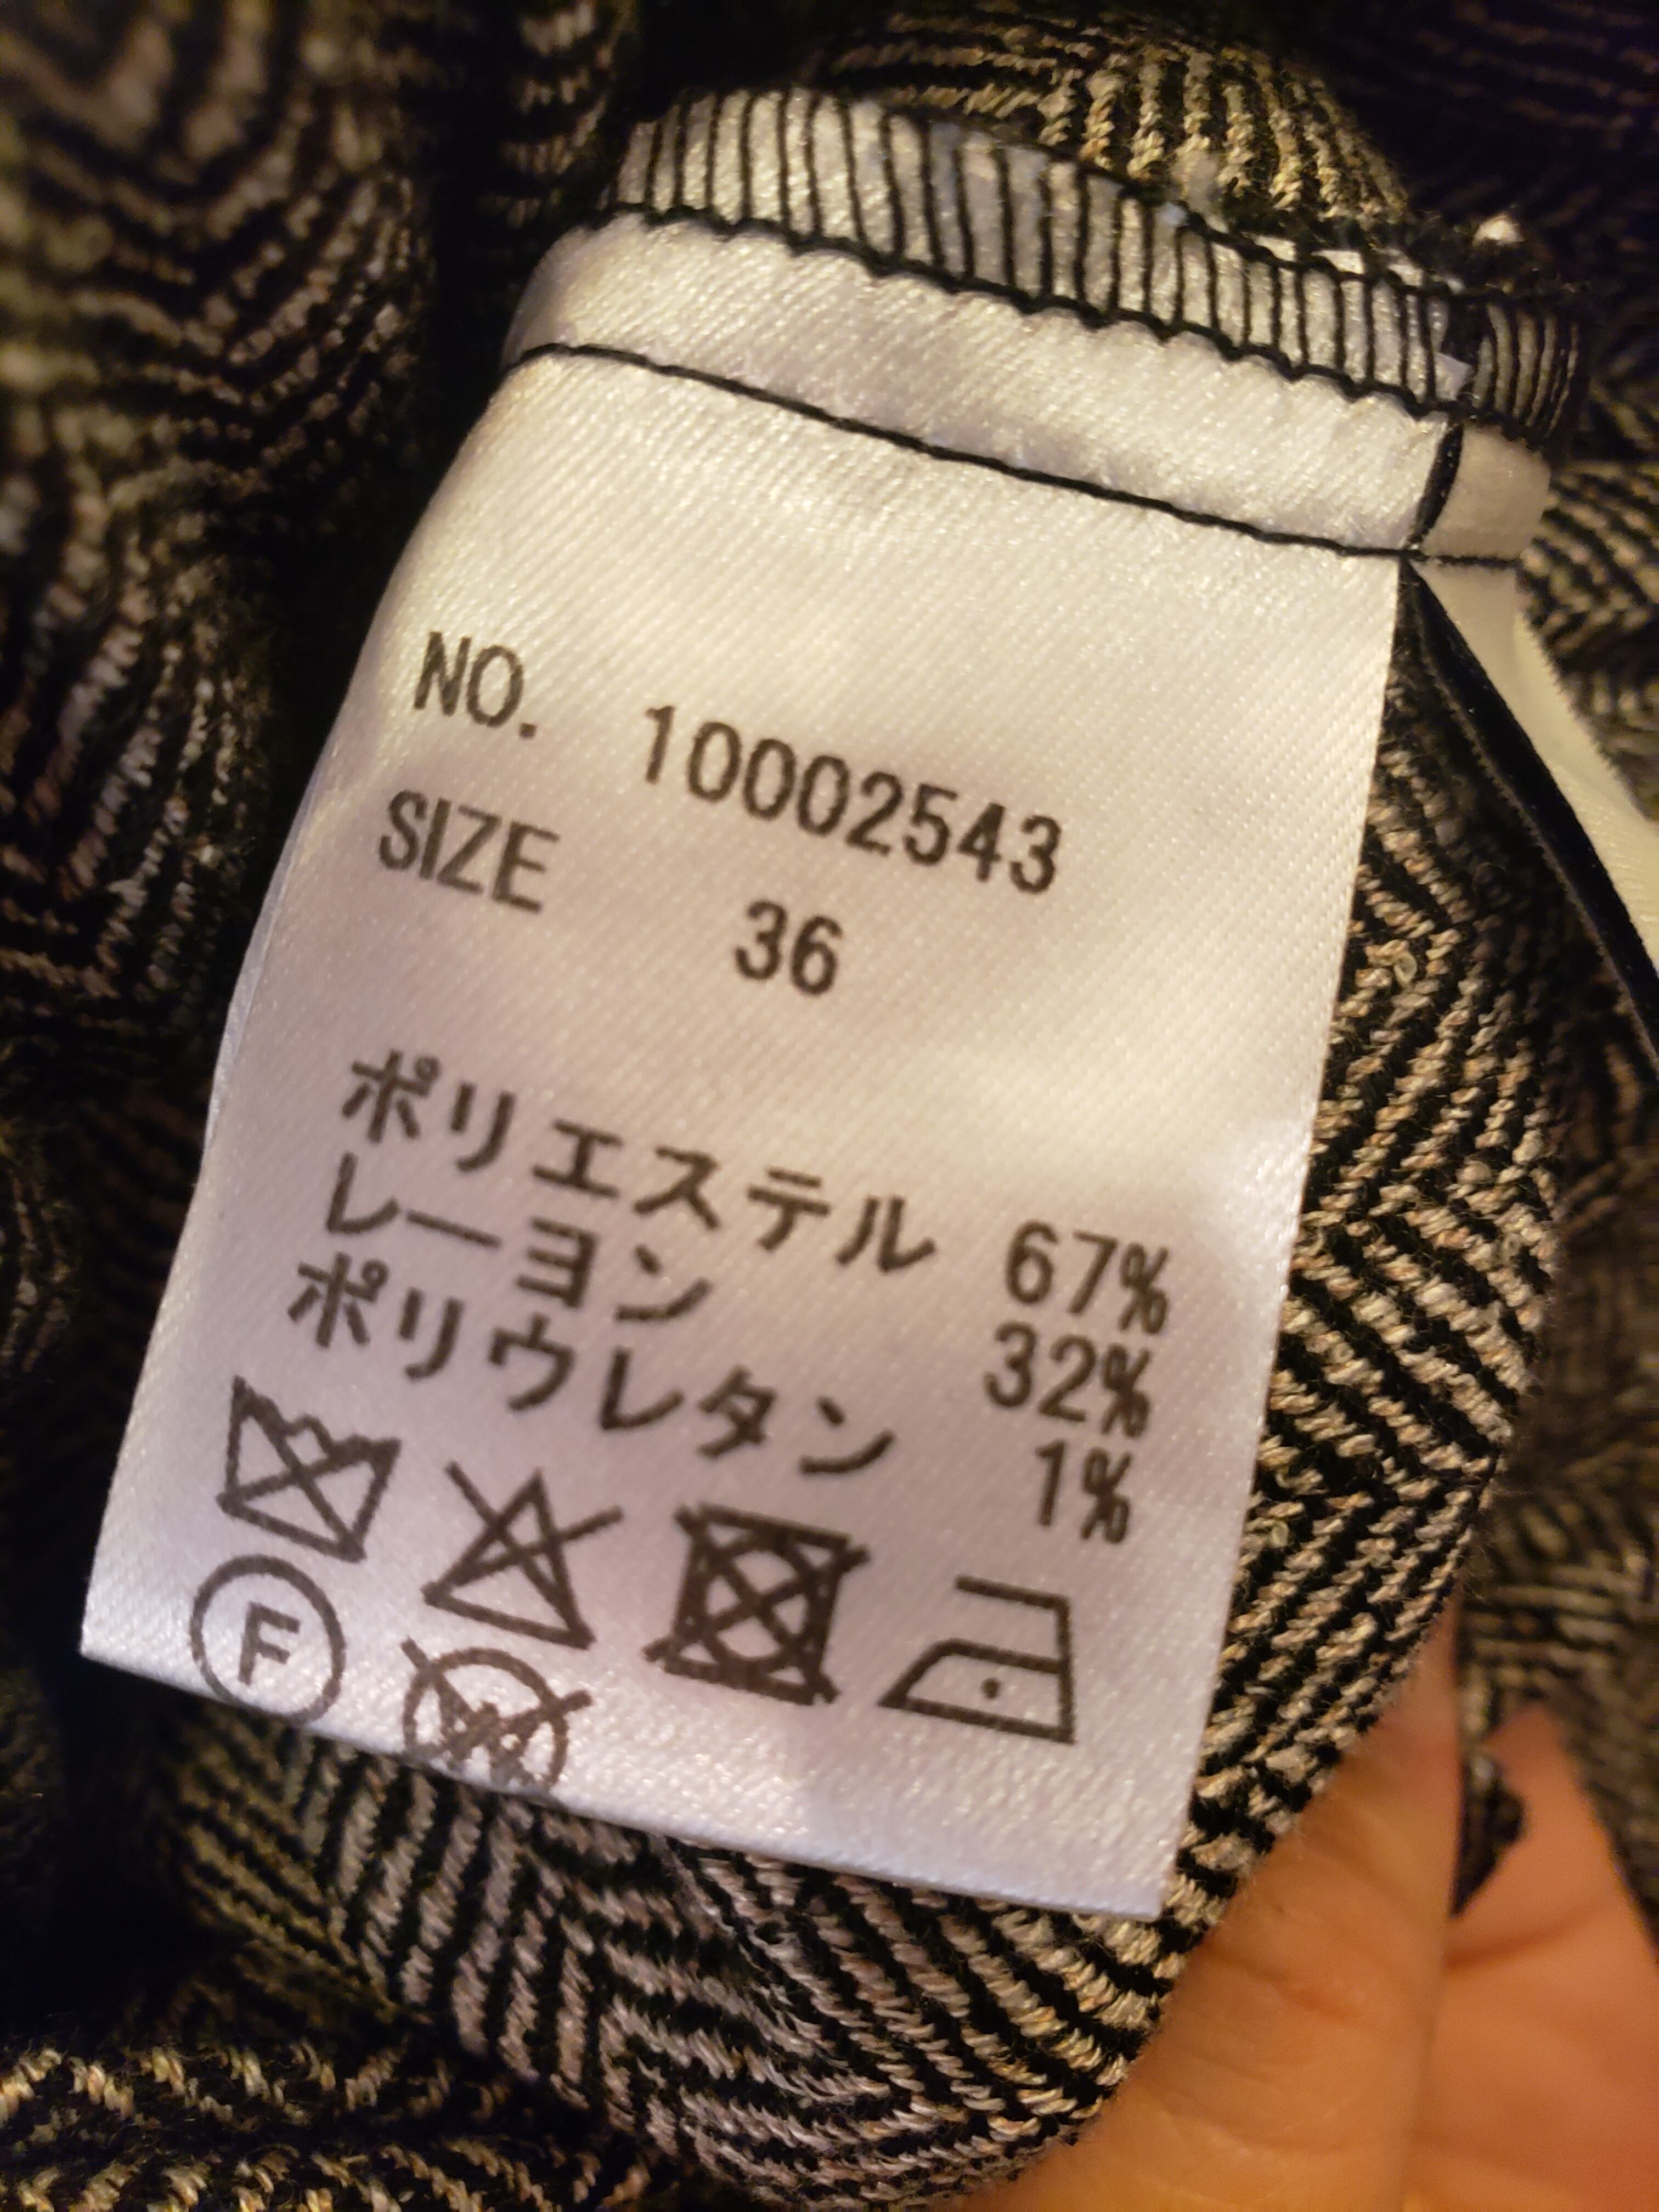 NO. 10002543
SIZE 36
ポリエステル 67%
レーヨン 32%
ポリウレタン 1%
F
W